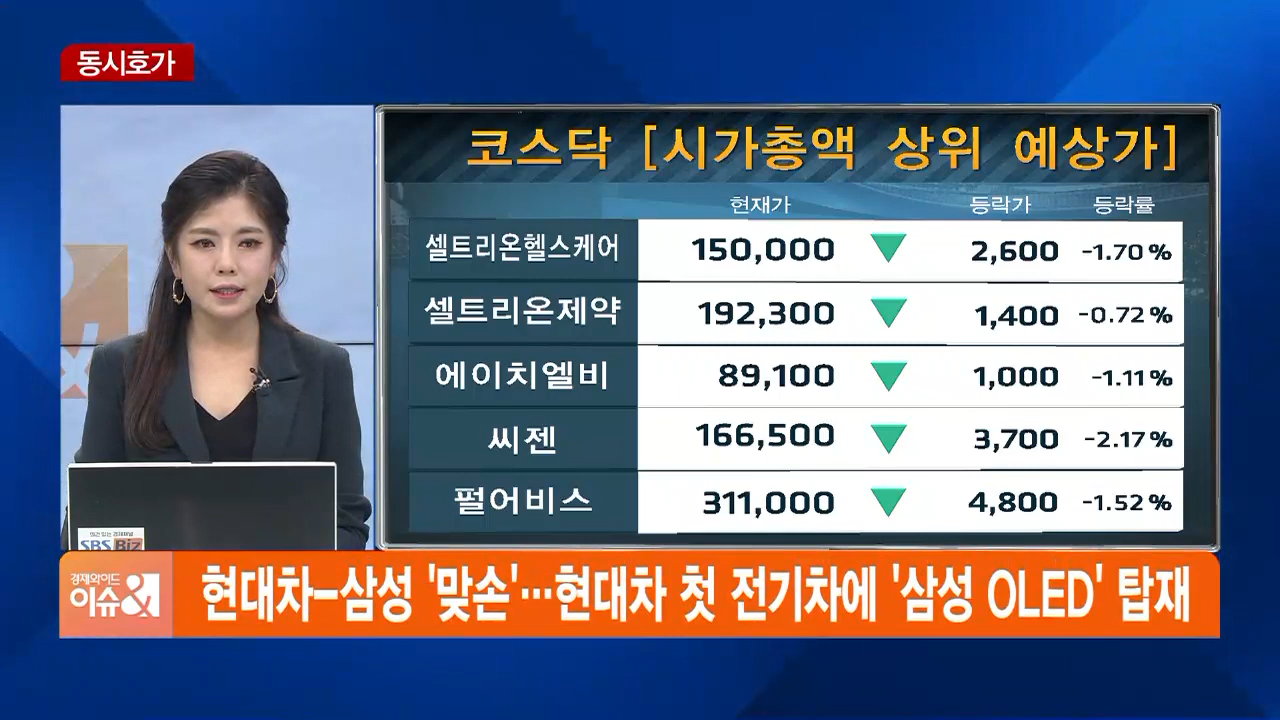 동시호가
코스닥 [시가총액 상위 예상가]
현재가 등락가 등락률
셀트리온헬스케어 150,000 ▼ 2,600 -1.70 %
셀트리온제약 192,300 ▼ 1,400 -0.72 %
에이치엘비 89,100 ▼ 1,000 -1.11 %
씨젠 166,500 ▼ 3,700 -2.17 %
펄어비스 311,000 ▼ 4,800 -1.52 %
SBS Biz
경제와이드
이슈&
현대차-삼성 '맞손'…현대차 첫 전기차에 '삼성 OLED' 탑재